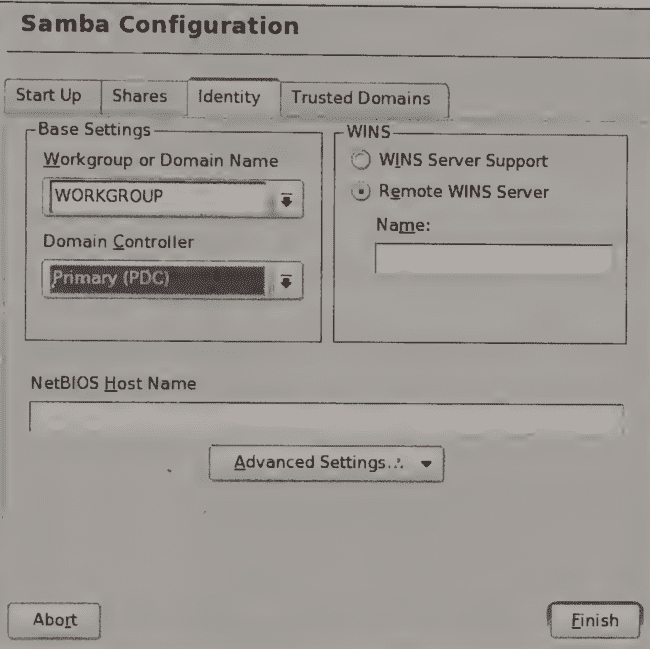 Samba Configuration
Start Up Shares Identity Trusted Domains
Base Settings
Workgroup or Domain Name
WORKGROUP
Domain Controller
Primary (PDC)
WINS
WINS Server Support
Remote WINS Server
Name:
NetBIOS Host Name
Advanced Settings...
Abort
Finish